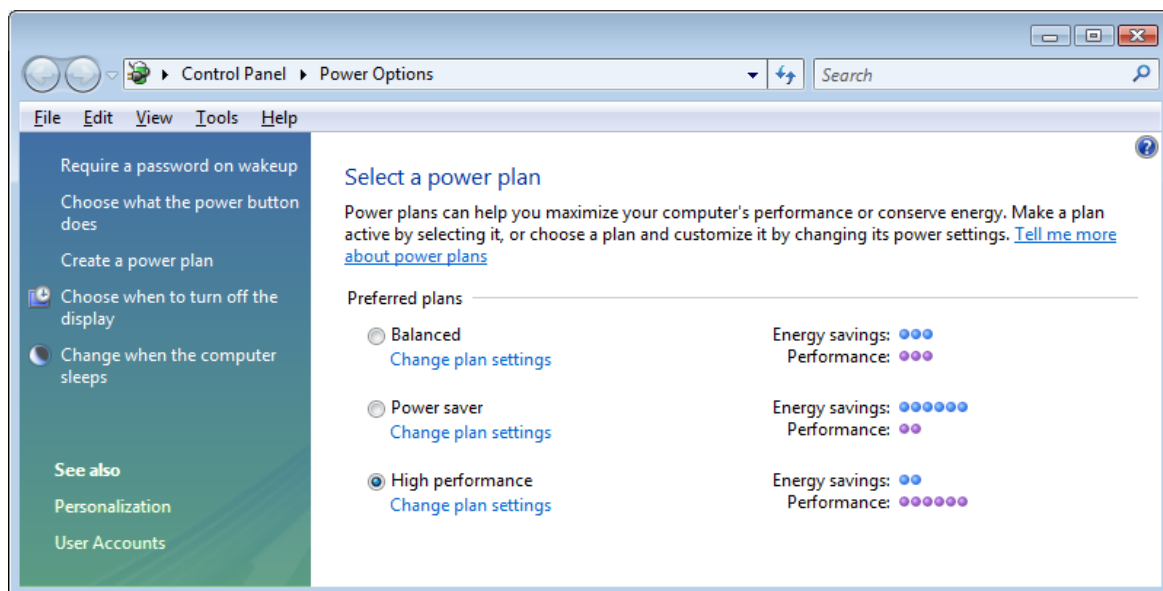 Control Panel Power Options
Search
File Edit View Tools Help
Require a password on wakeup
Choose what the power button
does
Create a power plan
Choose when to turn off the
display
Change when the computer
sleeps
See also
Personalization
User Accounts
Select a power plan
Power plans can help you maximize your computer's performance or conserve energy. Make a plan
active by selecting it, or choose a plan and customize it by changing its power settings. Tell me more
about power plans
Preferred plans
Balanced Energy savings:
Change plan settings Performance:
Power saver Energy savings:
Change plan settings Performance:
High performance Energy savings:
Change plan settings Performance: